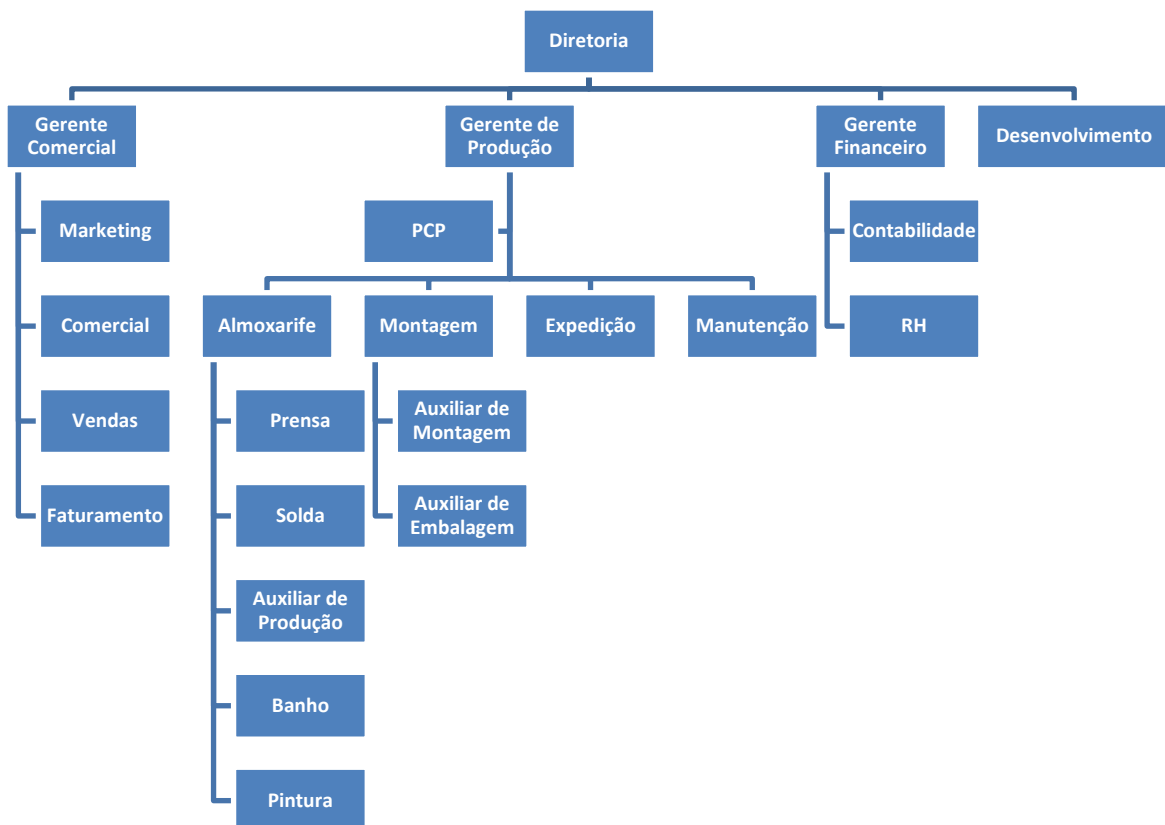 Diretoria
Gerente
Comercial
Gerente de
Produção
Gerente
Financeiro
Desenvolvimento
Marketing
PCP
Contabilidade
Comercial
Almoxarife
Montagem
Expedição
Manutenção
RH
Vendas
Prensa
Auxiliar de
Montagem
Faturamento
Solda
Auxiliar de
Embalagem
Auxiliar de
Produção
Banho
Pintura